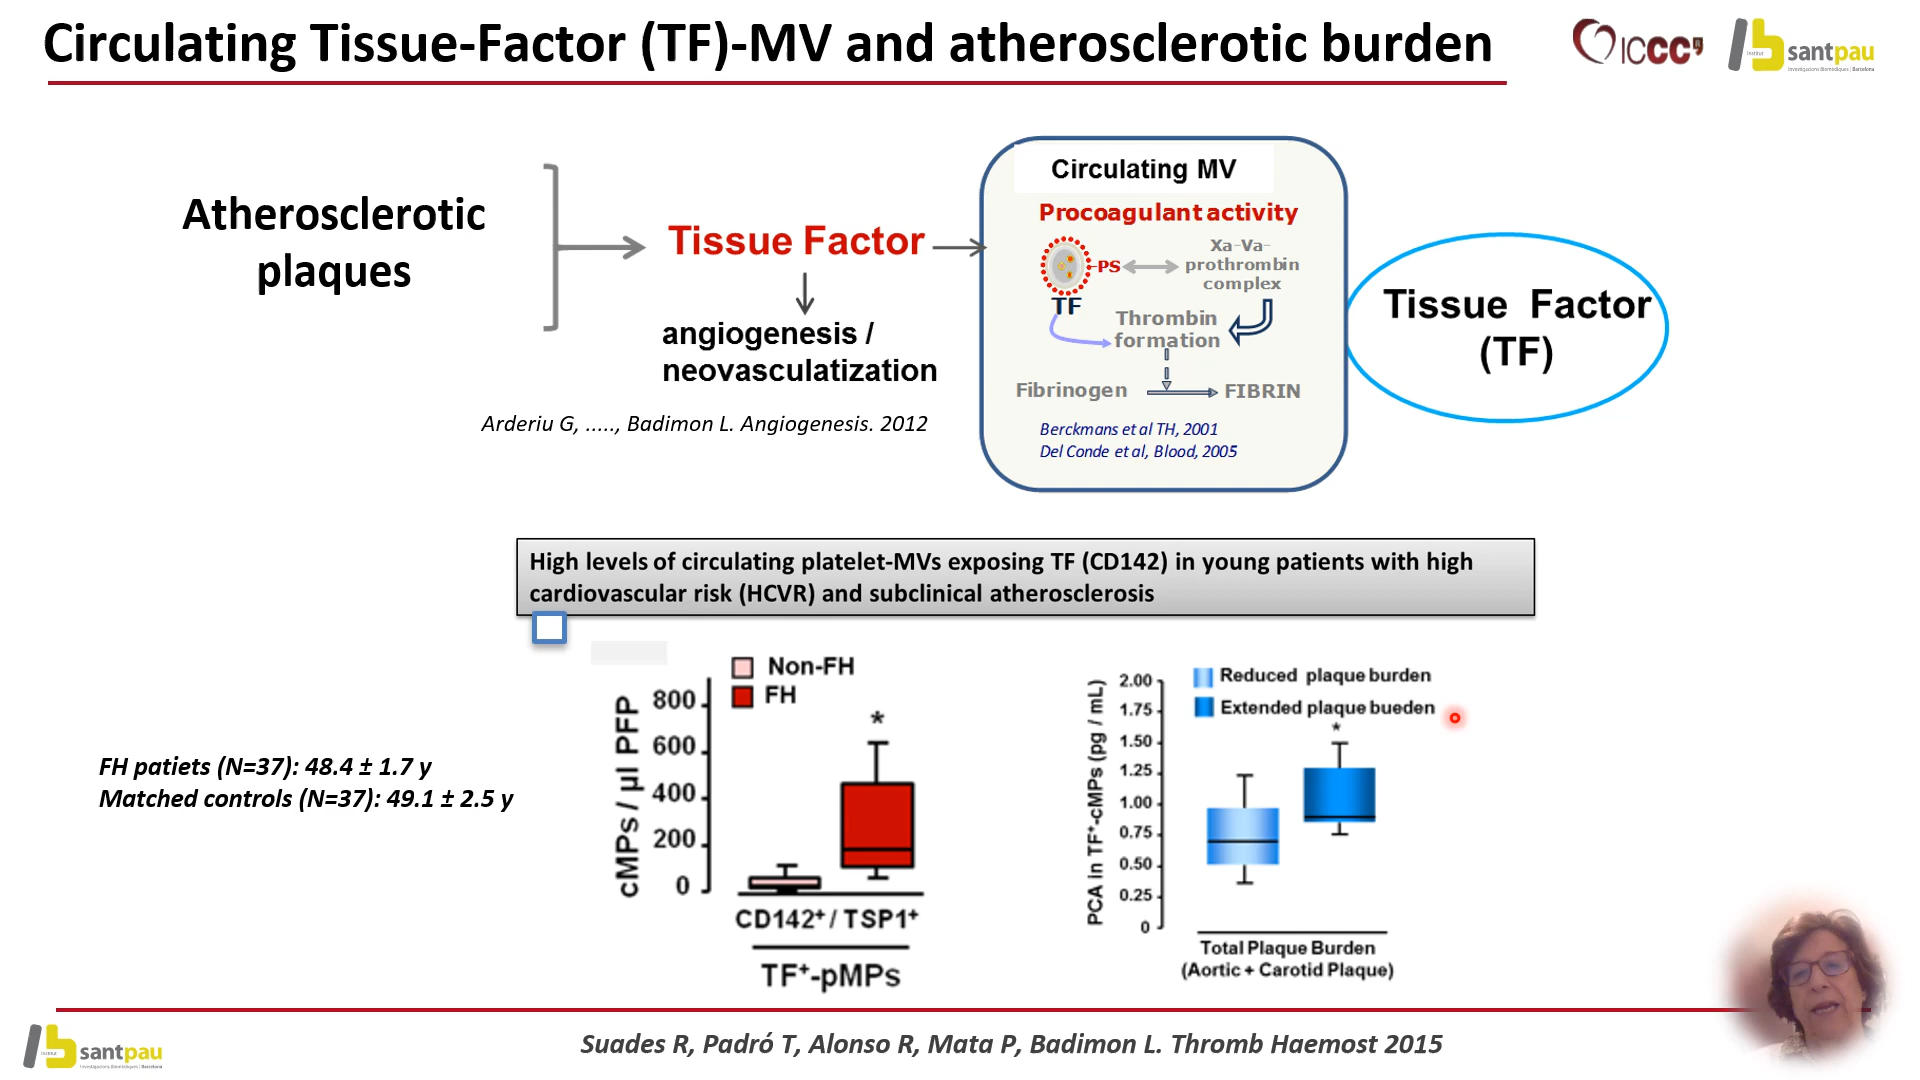 Circulating Tissue-Factor (TF)-MV and atherosclerotic burden
ICCC
santpau
Atherosclerotic
plaques
Tissue Factor
angiogenesis /
neovasculatization
Arderiu G, ....., Badimon L. Angiogenesis. 2012
Circulating MV
Procoagulant activity
-PS
TF
Xa-Va-
prothrombin
complex
Thrombin
formation
Fibrinogen
FIBRIN
Berckmans et al TH, 2001
Del Conde et al, Blood, 2005
Tissue Factor
(TF)
High levels of circulating platelet-MVs exposing TF (CD142) in young patients with high
cardiovascular risk (HCVR) and subclinical atherosclerosis
FH patiets (N=37): 48.4 ± 1.7 y
Matched controls (N=37): 49.1 ± 2.5 y
Non-FH
FH
cMPs / µl PFP
800
600
400
200
0
*
CD142⁺ / TSP1⁺
TF⁺-pMPs
Reduced plaque burden
Extended plaque bueden
PCA in TF⁺-cMPs (pg / mL)
2.00
1.75
1.50
1.25
1.00
0.75
0.50
0.25
0
*
Total Plaque Burden
(Aortic + Carotid Plaque)
santpau
Suades R, Padró T, Alonso R, Mata P, Badimon L. Thromb Haemost 2015